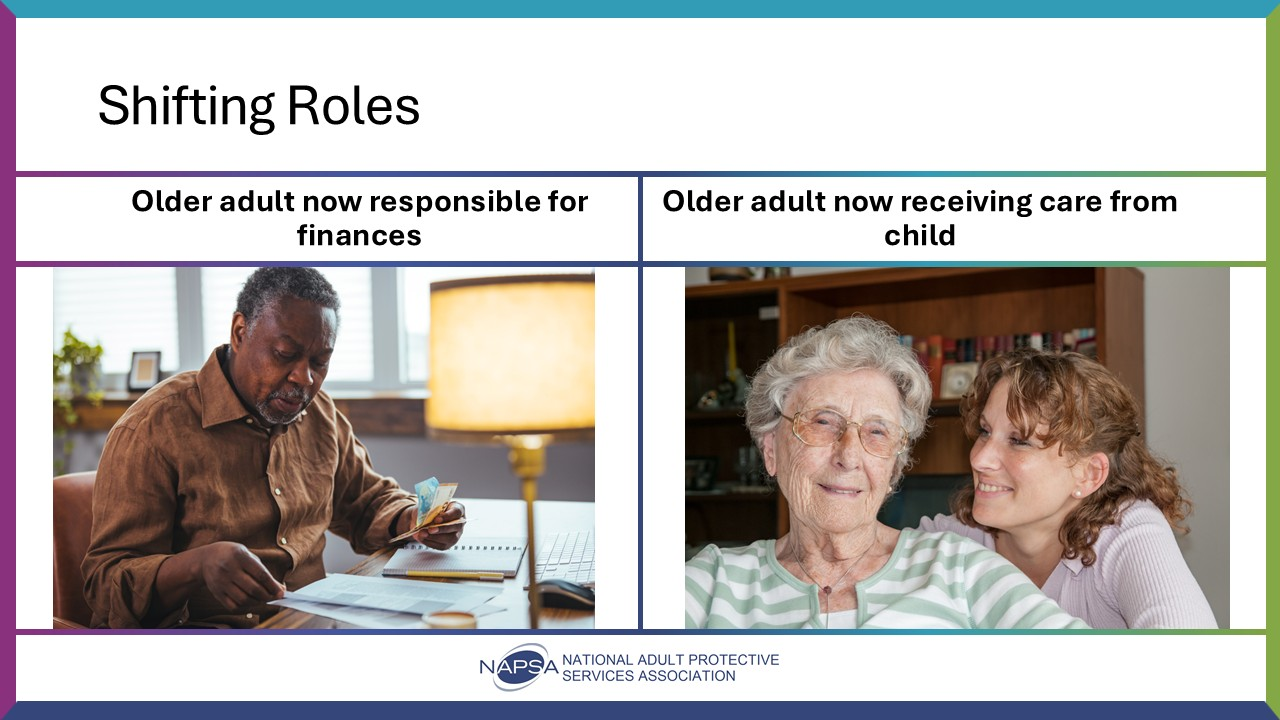 Shifting Roles
Older adult now responsible for
finances
Older adult now receiving care from
child
NAPSA
NATIONAL ADULT PROTECTIVE
SERVICES ASSOCIATION